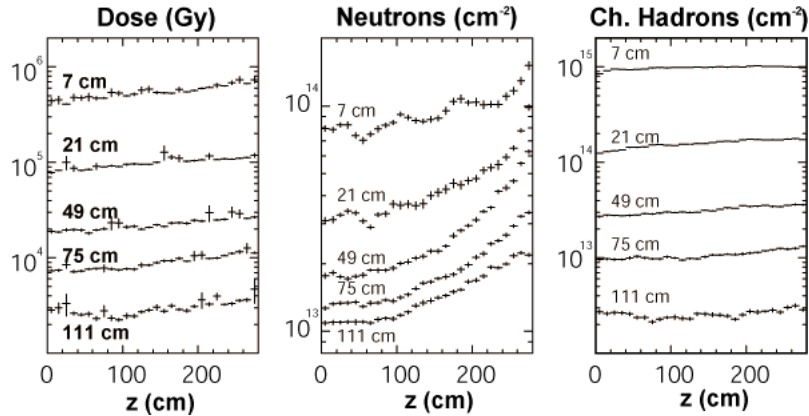 Dose (Gy)
10⁶
7 cm
21 cm
10⁵
49 cm
10⁴
75 cm
111 cm
0 100 200
z (cm)
Neutrons (cm⁻²)
10¹⁴
7 cm
21 cm
49 cm
75 cm
10¹³
111 cm
0 100 200
z (cm)
Ch. Hadrons (cm⁻²)
7 cm
10¹⁵
21 cm
10¹⁴
49 cm
75 cm
10¹³
111 cm
0 100 200
z (cm)